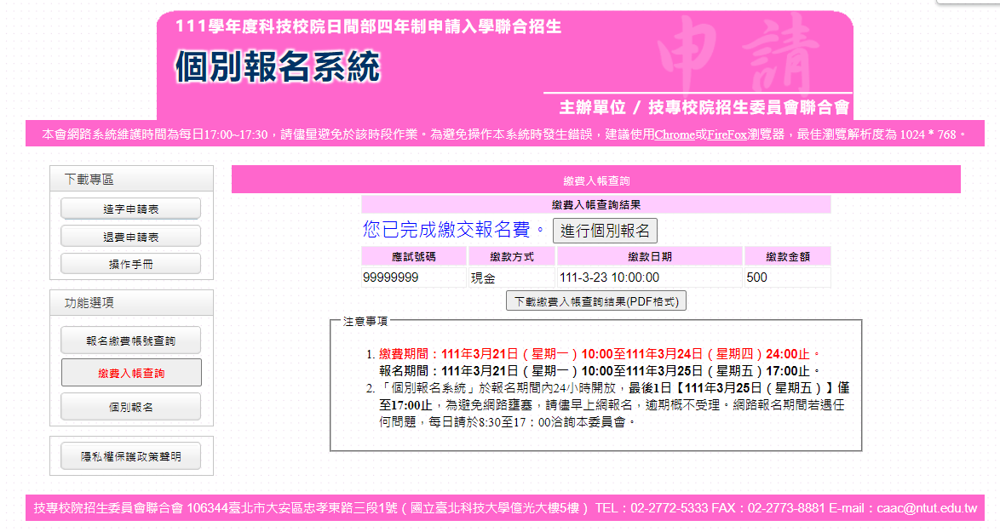 111學年度科技校院日間部四年制申請入學聯合招生
個別報名系統
申請
主辦單位 / 技專校院招生委員會聯合會
本會網路系統維護時間為每日17:00~17:30，請儘量避免於該時段作業。為避免操作本系統時發生錯誤，建議使用Chrome或FireFox瀏覽器，最佳瀏覽解析度為 1024 * 768。
下載專區
造字申請表
退費申請表
操作手冊
功能選項
報名繳費帳號查詢
繳費入帳查詢
個別報名
隱私權保護政策聲明
繳費入帳查詢
繳費入帳查詢結果
您已完成繳交報名費。 進行個別報名
應試號碼 繳款方式 繳款日期 繳款金額
99999999 現金 111-3-23 10:00:00 500
下載繳費入帳查詢結果(PDF格式)
注意事項
1. 繳費期間：111年3月21日（星期一）10:00至111年3月24日（星期四）24:00止。
報名期間：111年3月21日（星期一）10:00至111年3月25日（星期五）17:00止。
2. 「個別報名系統」於報名期間內24小時開放，最後1日【111年3月25日（星期五）】僅
至17:00止，為避免網路壅塞，請儘早上網報名，逾期概不受理。網路報名期間若遇任
何問題，每日請於8:30至17：00洽詢本委員會。
技專校院招生委員會聯合會 106344臺北市大安區忠孝東路三段1號（國立臺北科技大學億光大樓5樓） TEL：02-2772-5333 FAX：02-2773-8881 E-mail：caac@ntut.edu.tw